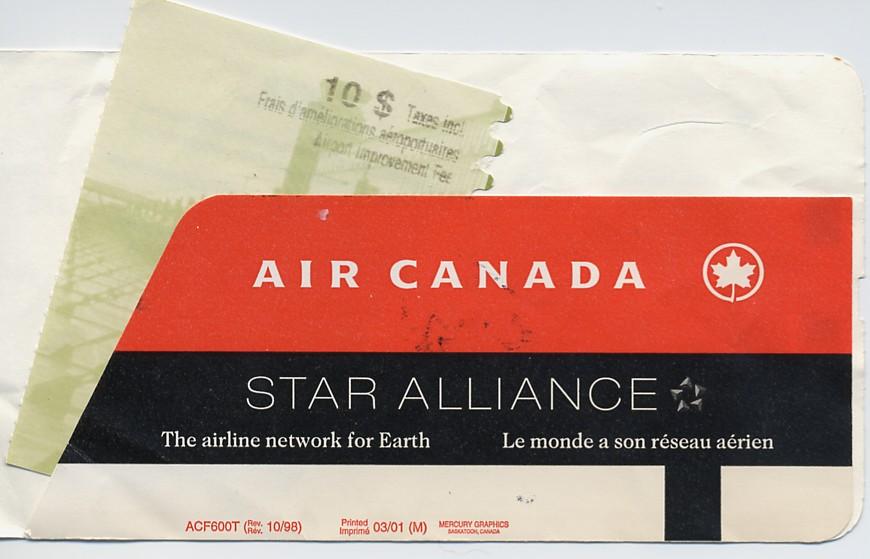 10 $ Taxes incl.
Frais d'améliorations aéroportuaires
Airport Improvement Fee
AIR CANADA
STAR ALLIANCE
The airline network for Earth Le monde a son réseau aérien
ACF600T (Rev. Rév. 10/98) Printed Imprimé 03/01 (M) MERCURY GRAPHICS SASKATOON, CANADA